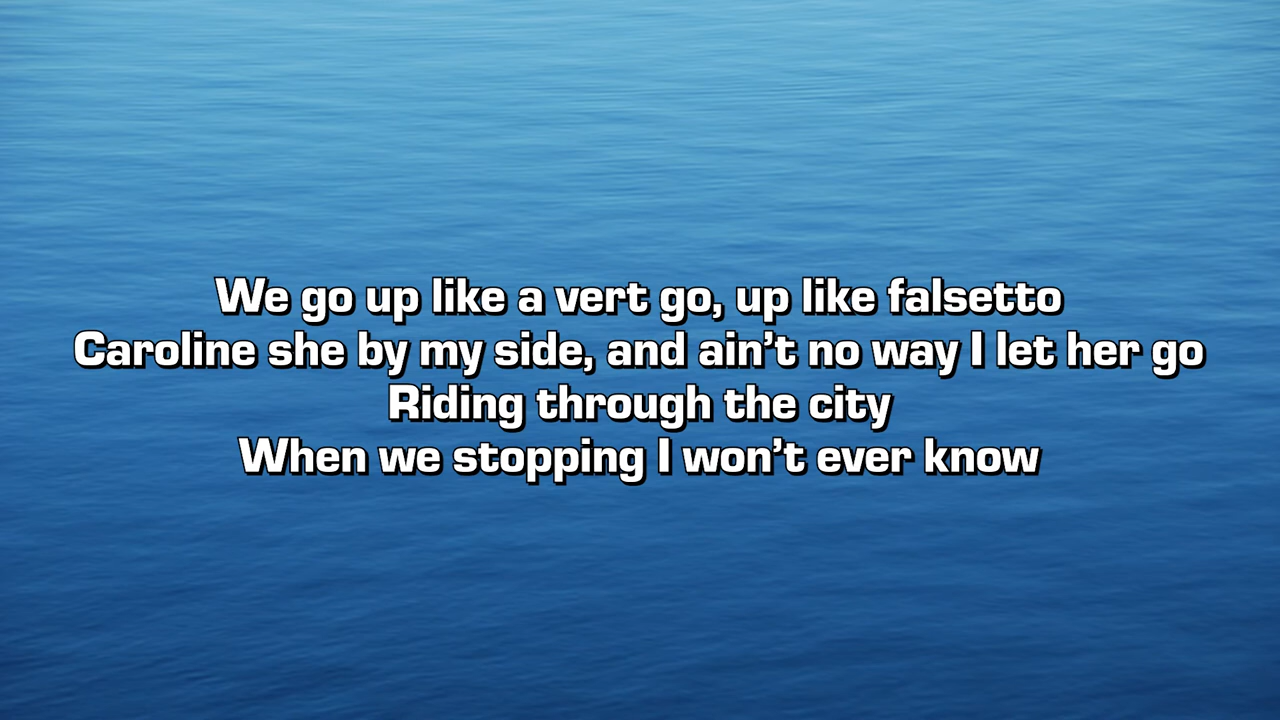 We go up like a vert go, up like falsetto
Caroline she by my side, and ain’t no way I let her go
Riding through the city
When we stopping I won’t ever know